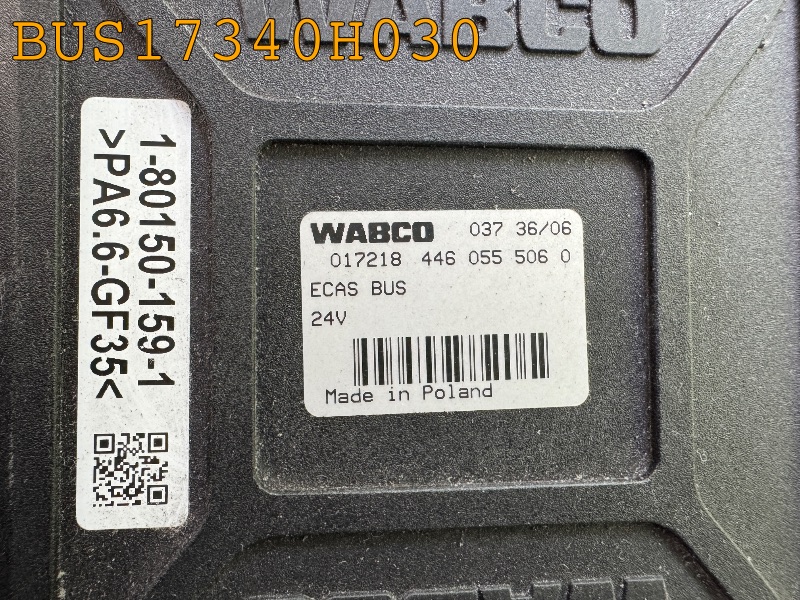 BUS17340H030
WABCO
1-80150-159-1
>PA6.6-GF35<
WABCO 037 36/06
017218 446 055 506 0
ECAS BUS
24V
Made in Poland